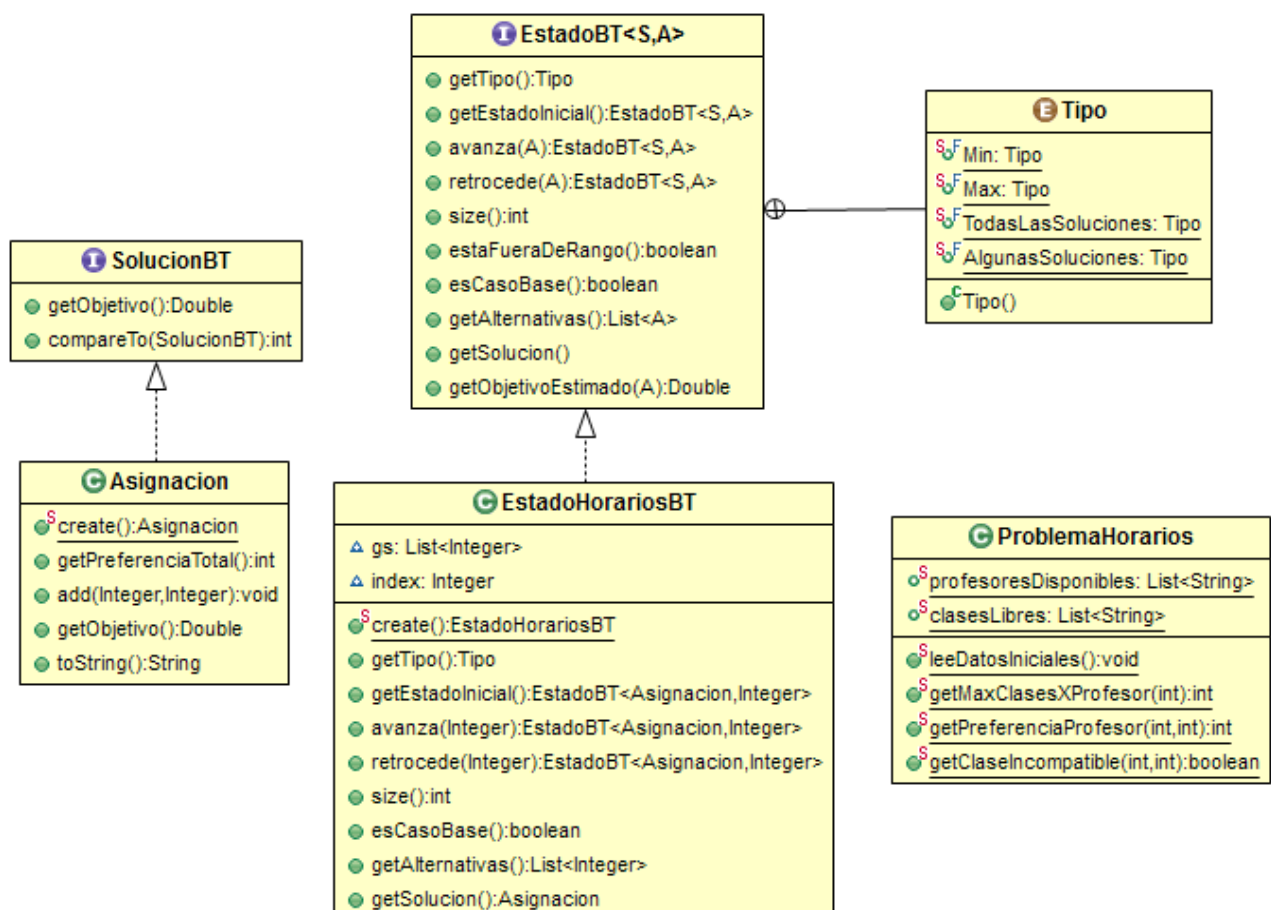 EstadoBT<S,A>
getTipo():Tipo
getEstadoInicial():EstadoBT<S,A>
avanza(A):EstadoBT<S,A>
retrocede(A):EstadoBT<S,A>
size():int
estaFueraDeRango():boolean
esCasoBase():boolean
getAlternativas():List<A>
getSolucion()
getObjetivoEstimado(A):Double
Tipo
Min: Tipo
Max: Tipo
TodasLasSoluciones: Tipo
AlgunasSoluciones: Tipo
Tipo()
SolucionBT
getObjetivo():Double
compareTo(SolucionBT):int
Asignacion
create():Asignacion
getPreferenciaTotal():int
add(Integer,Integer):void
getObjetivo():Double
toString():String
EstadoHorariosBT
gs: List<Integer>
index: Integer
create():EstadoHorariosBT
getTipo():Tipo
getEstadoInicial():EstadoBT<Asignacion,Integer>
avanza(Integer):EstadoBT<Asignacion,Integer>
retrocede(Integer):EstadoBT<Asignacion,Integer>
size():int
esCasoBase():boolean
getAlternativas():List<Integer>
getSolucion():Asignacion
ProblemaHorarios
profesoresDisponibles: List<String>
clasesLibres: List<String>
leeDatosIniciales():void
getMaxClasesXProfesor(int):int
getPreferenciaProfesor(int,int):int
getClaseIncompatible(int,int):boolean